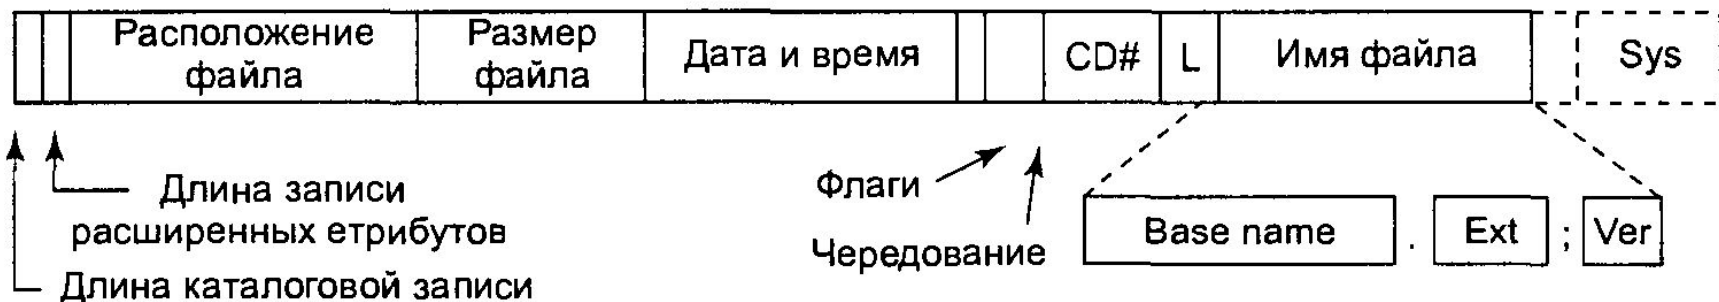 Расположение
файла
Размер
файла
Дата и время
CD#
L
Имя файла
Sys
Длина записи
расширенных етрибутов
Длина каталоговой записи
Флаги
Чередование
Base name . Ext ; Ver